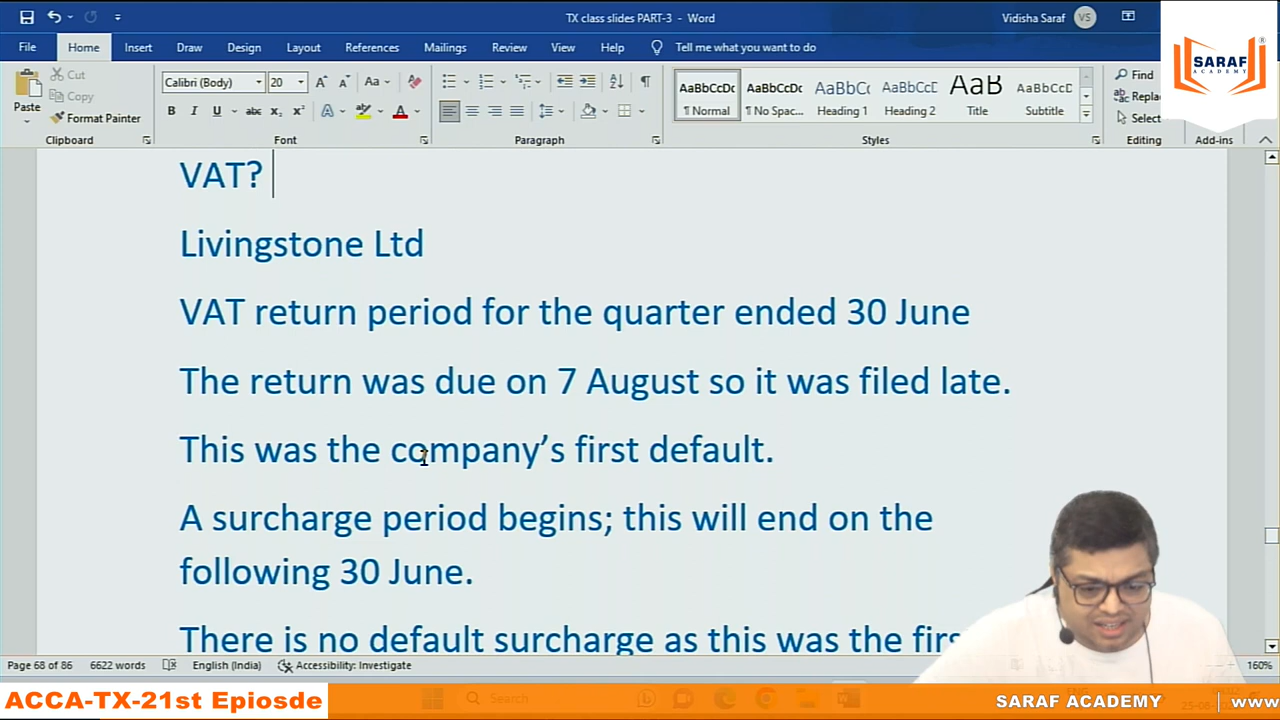 TX class slides PART-3 - Word
Vidisha Saraf VS
File Home Insert Draw Design Layout References Mailings Review View Help Tell me what you want to do
SARAF
ACADEMY
Paste
Cut
Copy
Format Painter
Clipboard
Calibri (Body) 20
Font
Paragraph
AaBbCcDc AaBbCcDc AaBbC AaBbCcD AaB AaBbCcD
¶ Normal ¶ No Spac... Heading 1 Heading 2 Title Subtitle
Styles
Find
Select
Editing
Add-ins
VAT?
Livingstone Ltd
VAT return period for the quarter ended 30 June
The return was due on 7 August so it was filed late.
This was the company’s first default.
A surcharge period begins; this will end on the
following 30 June.
There is no default surcharge as this was the
Page 68 of 86 6622 words English (India) Accessibility: Investigate 160%
Search
ACCA-TX-21st Epiosde
SARAF ACADEMY | www